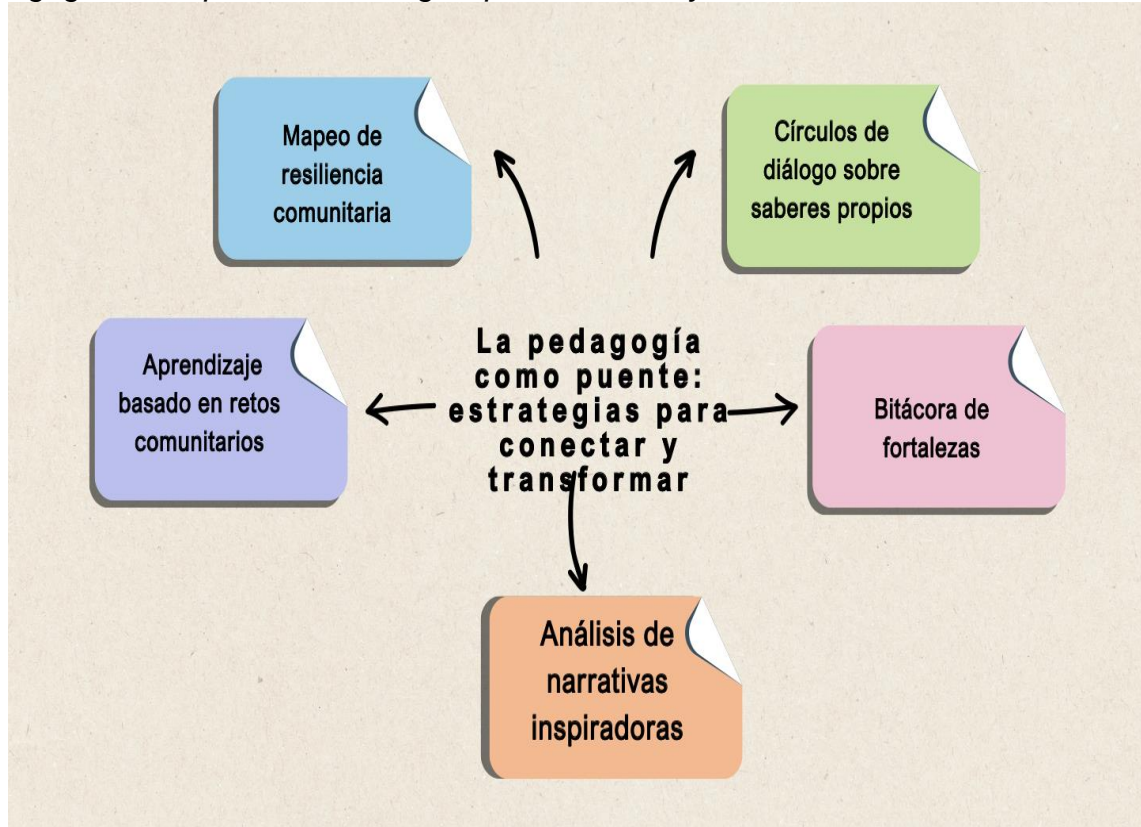 Mapeo de
resiliencia
comunitaria
Círculos de
diálogo sobre
saberes propios
Aprendizaje
basado en retos
comunitarios
La pedagogía
como puente:
estrategias para
conectar y
transformar
Bitácora de
fortalezas
Análisis de
narrativas
inspiradoras